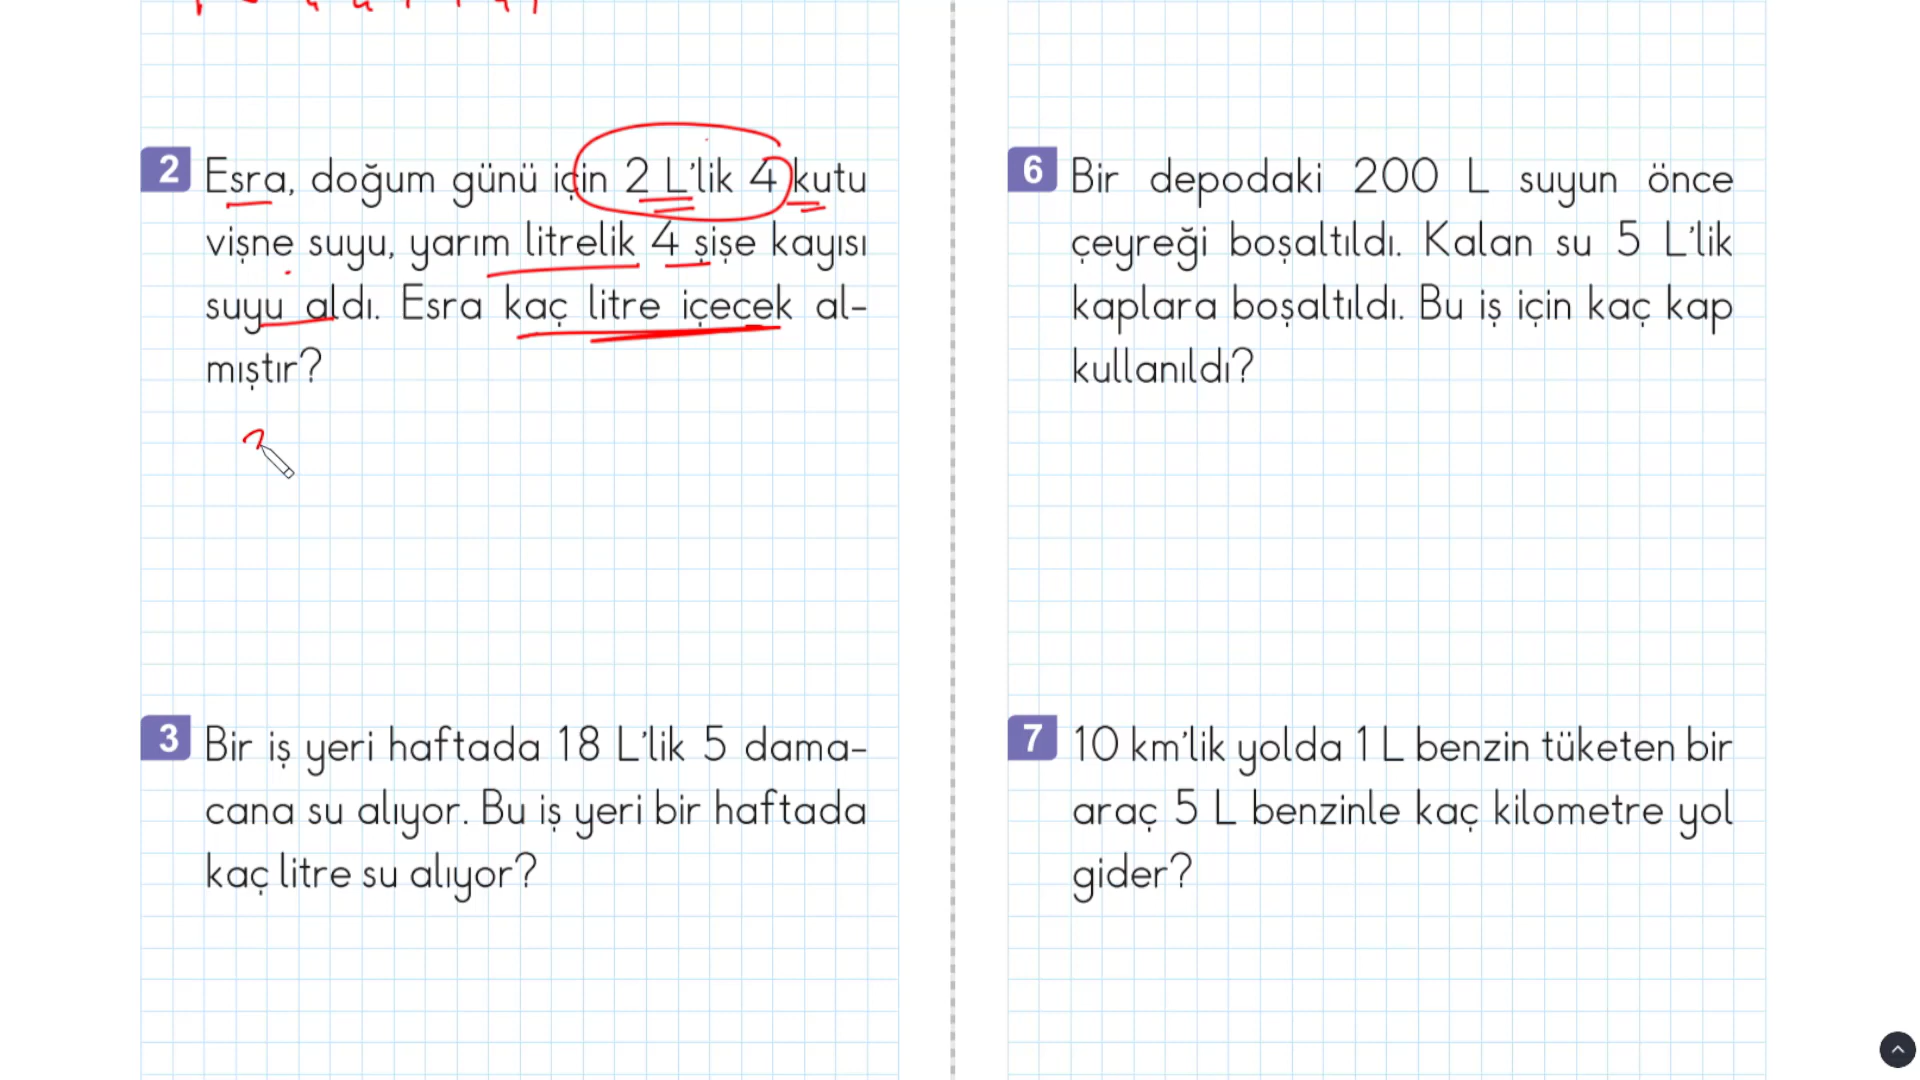 2 Esra, doğum günü için 2 L'lik 4 kutu
vişne suyu, yarım litrelik 4 şişe kayısı
suyu aldı. Esra kaç litre içecek al-
mıştır?
3 Bir iş yeri haftada 18 L'lik 5 dama-
cana su alıyor. Bu iş yeri bir haftada
kaç litre su alıyor?
6 Bir depodaki 200 L suyun önce
çeyreği boşaltıldı. Kalan su 5 L'lik
kaplara boşaltıldı. Bu iş için kaç kap
kullanıldı?
7 10 km'lik yolda 1 L benzin tüketen bir
araç 5 L benzinle kaç kilometre yol
gider?